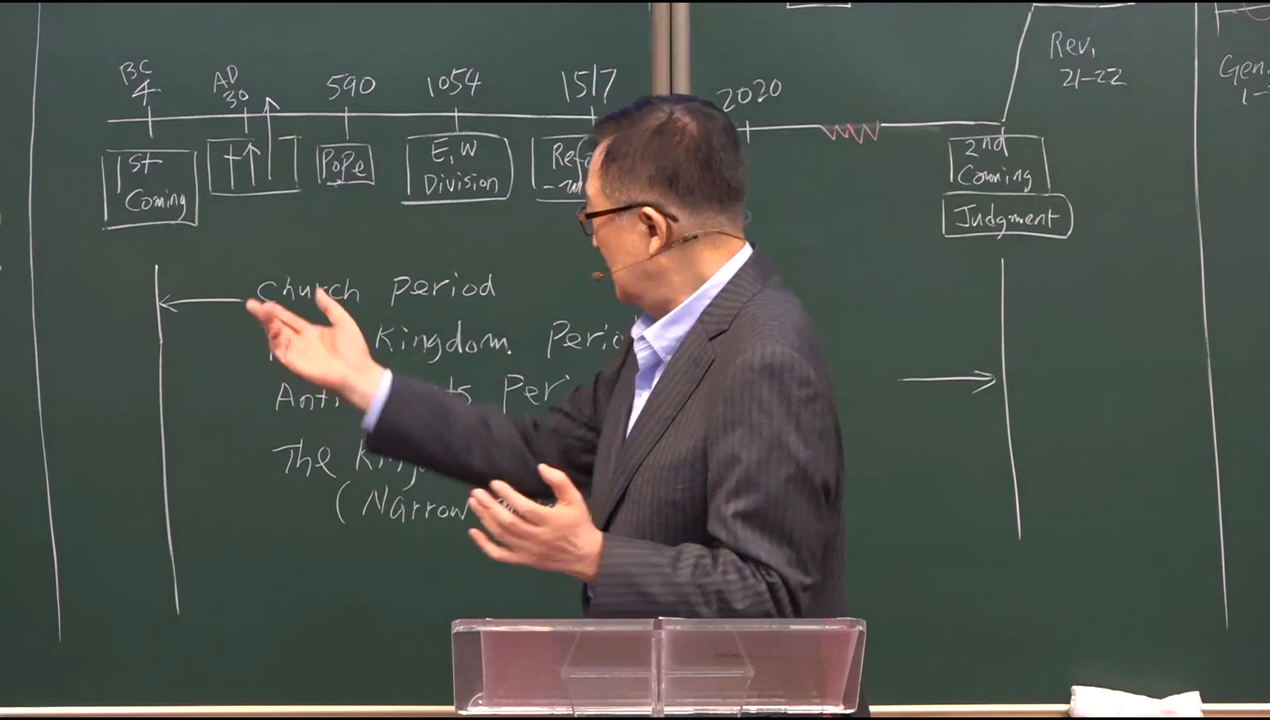 BC
4
AD
30
590
1054
1517
2020
Rev.
21-22
Gen.
1st
Coming
Pope
E, W
Division
2nd
Coming
Judgment
Church period
Kingdom
The
(Narrow